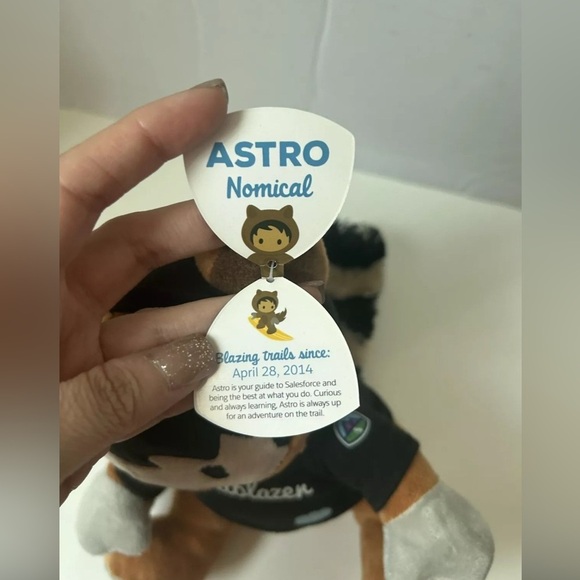 ASTRO
Nomical
Blazing trails since:
April 28, 2014
Astro is your guide to Salesforce and
being the best at what you do. Curious
and always learning, Astro is always up
for an adventure on the trail.